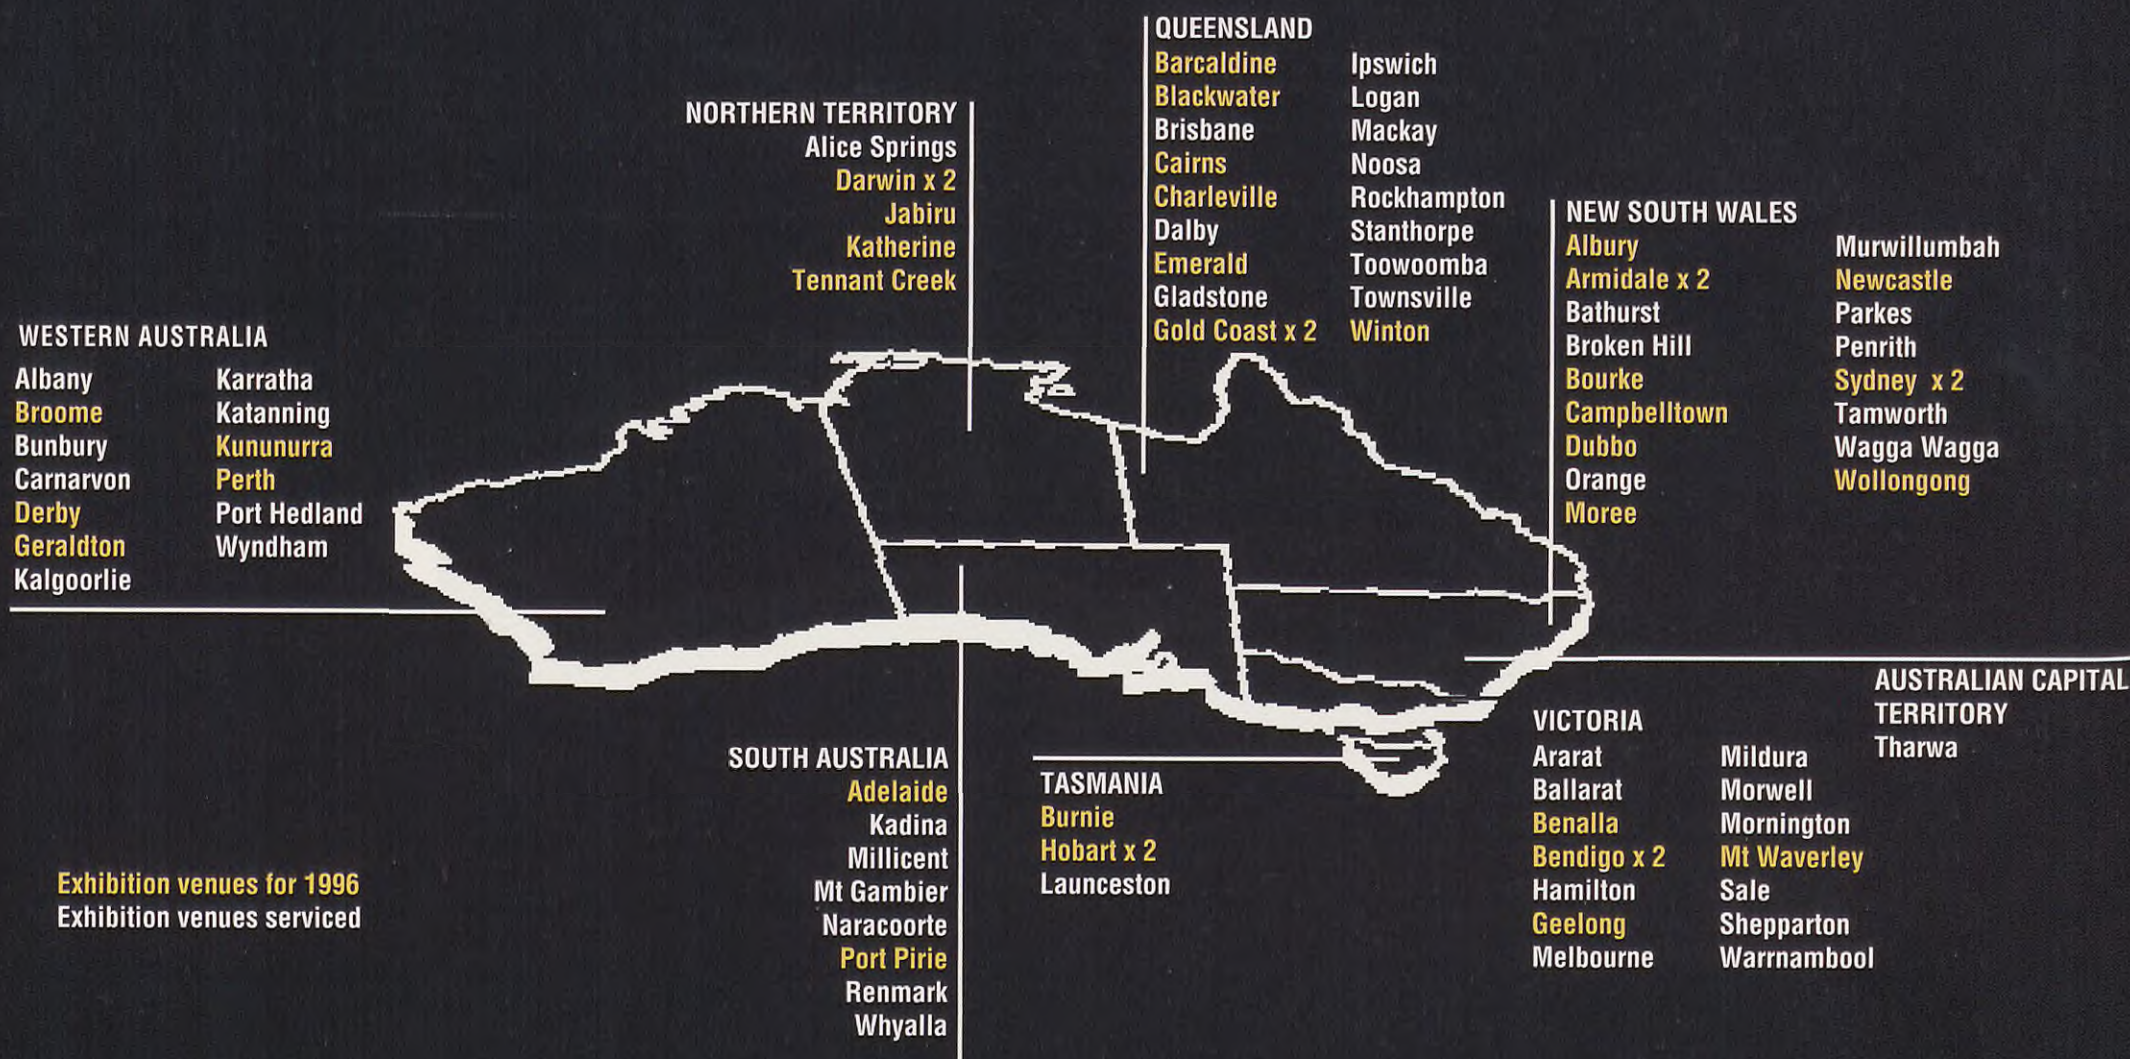 QUEENSLAND
Barcaldine
Blackwater
Brisbane
Cairns
Charleville
Dalby
Emerald
Gladstone
Gold Coast x 2
Ipswich
Logan
Mackay
Noosa
Rockhampton
Stanthorpe
Toowoomba
Townsville
Winton
NORTHERN TERRITORY
Alice Springs
Darwin x 2
Jabiru
Katherine
Tennant Creek
NEW SOUTH WALES
Albury
Armidale x 2
Bathurst
Broken Hill
Bourke
Campbelltown
Dubbo
Orange
Moree
Murwillumbah
Newcastle
Parkes
Penrith
Sydney x 2
Tamworth
Wagga Wagga
Wollongong
WESTERN AUSTRALIA
Albany
Broome
Bunbury
Carnarvon
Derby
Geraldton
Kalgoorlie
Karratha
Katanning
Kununurra
Perth
Port Hedland
Wyndham
AUSTRALIAN CAPITAL
TERRITORY
Tharwa
VICTORIA
Ararat
Ballarat
Benalla
Bendigo x 2
Hamilton
Geelong
Melbourne
Mildura
Morwell
Mornington
Mt Waverley
Sale
Shepparton
Warrnambool
SOUTH AUSTRALIA
Adelaide
Kadina
Millicent
Mt Gambier
Naracoorte
Port Pirie
Renmark
Whyalla
TASMANIA
Burnie
Hobart x 2
Launceston
Exhibition venues for 1996
Exhibition venues serviced